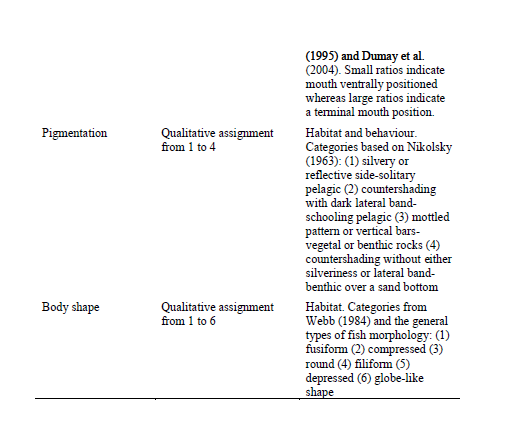 (1995) and Dumay et al.
(2004). Small ratios indicate
mouth ventrally positioned
whereas large ratios indicate
a terminal mouth position.
Pigmentation
Qualitative assignment
from 1 to 4
Habitat and behaviour.
Categories based on Nikolsky
(1963): (1) silvery or
reflective side-solitary
pelagic (2) countershading
with dark lateral band-
schooling pelagic (3) mottled
pattern or vertical bars-
vegetal or benthic rocks (4)
countershading without either
silveriness or lateral band-
benthic over a sand bottom
Body shape
Qualitative assignment
from 1 to 6
Habitat. Categories from
Webb (1984) and the general
types of fish morphology: (1)
fusiform (2) compressed (3)
round (4) filiform (5)
depressed (6) globe-like
shape